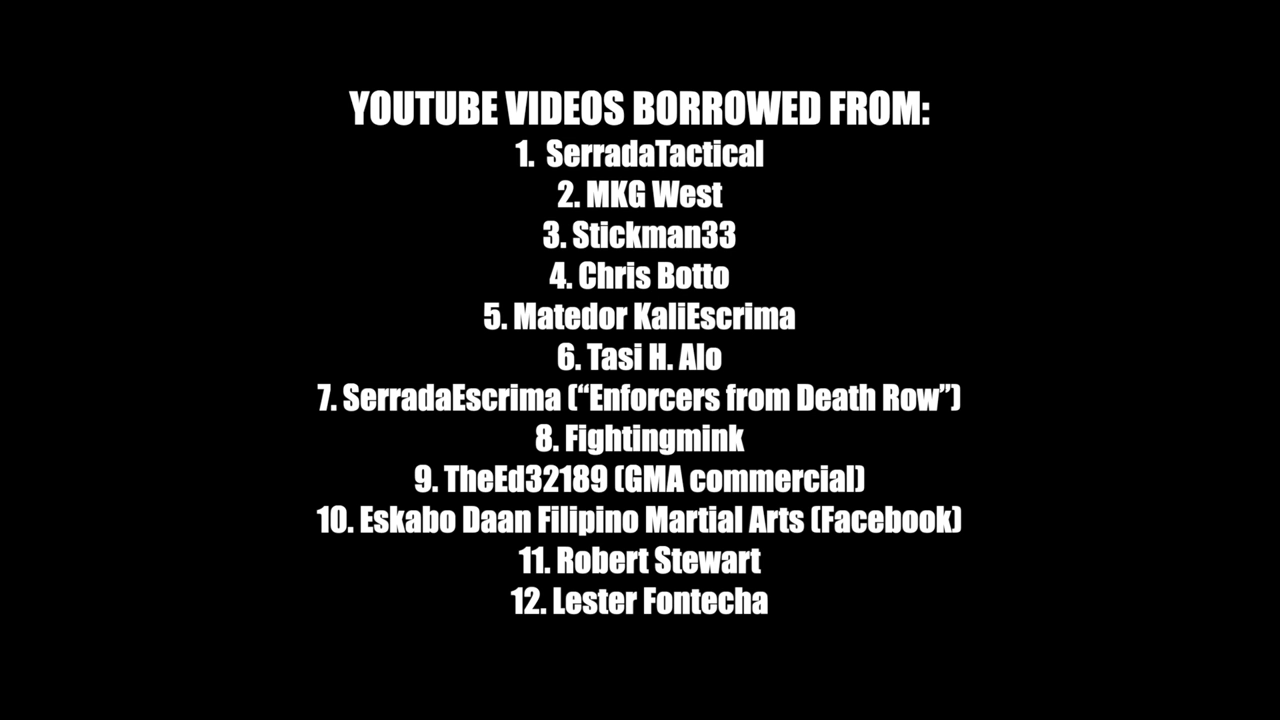 YOUTUBE VIDEOS BORROWED FROM:
1. SerradaTactical
2. MKG West
3. Stickman33
4. Chris Botto
5. Matedor KaliEscrima
6. Tasi H. Alo
7. SerradaEscrima (“Enforcers from Death Row”)
8. Fightingmink
9. TheEd32189 (GMA commercial)
10. Eskabo Daan Filipino Martial Arts (Facebook)
11. Robert Stewart
12. Lester Fontecha